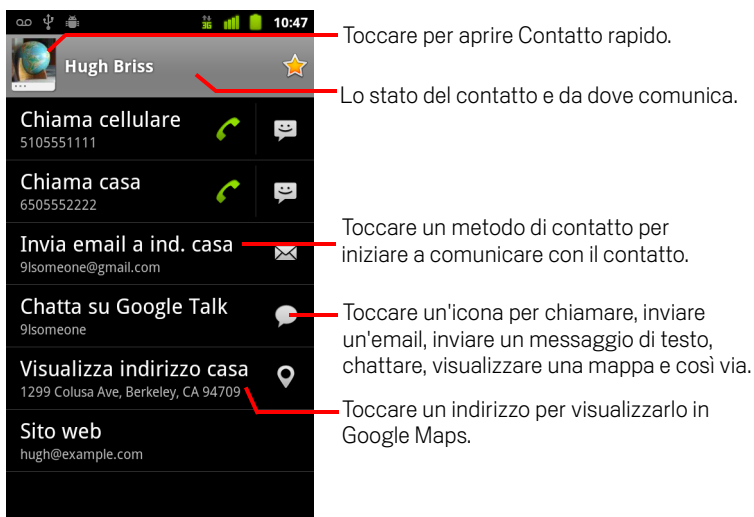 3G 10:47
Hugh Briss
Chiama cellulare
5105551111
Chiama casa
6505552222
Invia email a ind. casa
9lsomeone@gmail.com
Chatta su Google Talk
9lsomeone
Visualizza indirizzo casa
1299 Colusa Ave, Berkeley, CA 94709
Sito web
hugh@example.com
Toccare per aprire Contatto rapido.
Lo stato del contatto e da dove comunica.
Toccare un metodo di contatto per
iniziare a comunicare con il contatto.
Toccare un'icona per chiamare, inviare
un'email, inviare un messaggio di testo,
chattare, visualizzare una mappa e così via.
Toccare un indirizzo per visualizzarlo in
Google Maps.